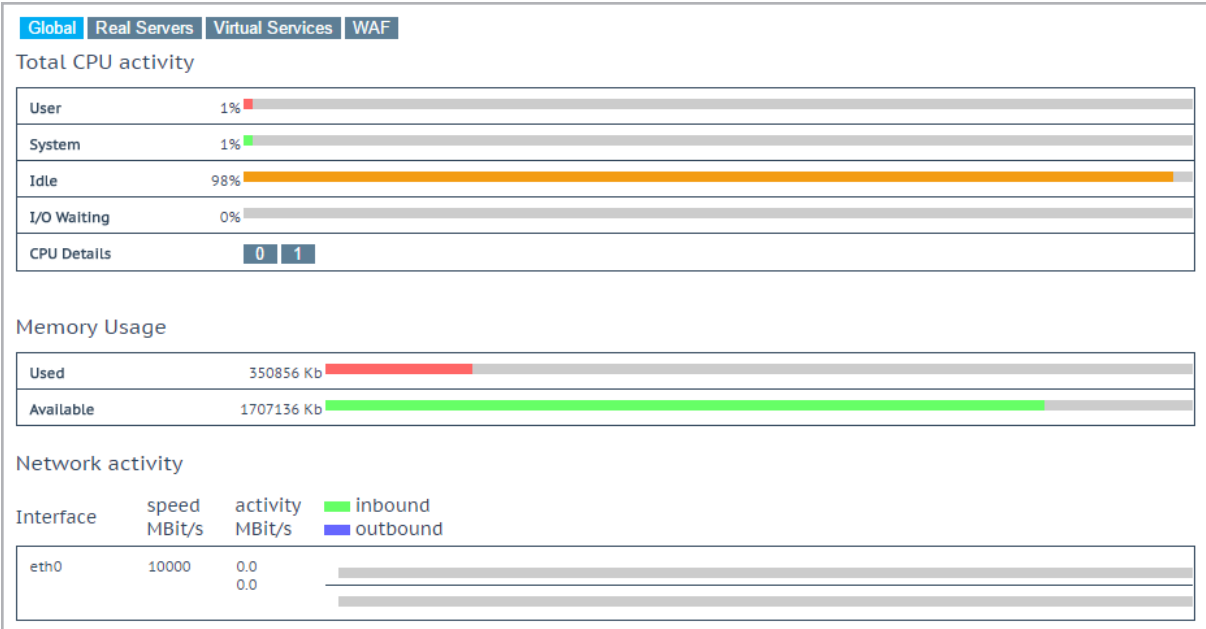 Global Real Servers Virtual Services WAF
Total CPU activity
User 1%
System 1%
Idle 98%
I/O Waiting 0%
CPU Details 0 1
Memory Usage
Used 350856 Kb
Available 1707136 Kb
Network activity
Interface speed MBit/s activity MBit/s inbound
outbound
eth0 10000 0.0
0.0